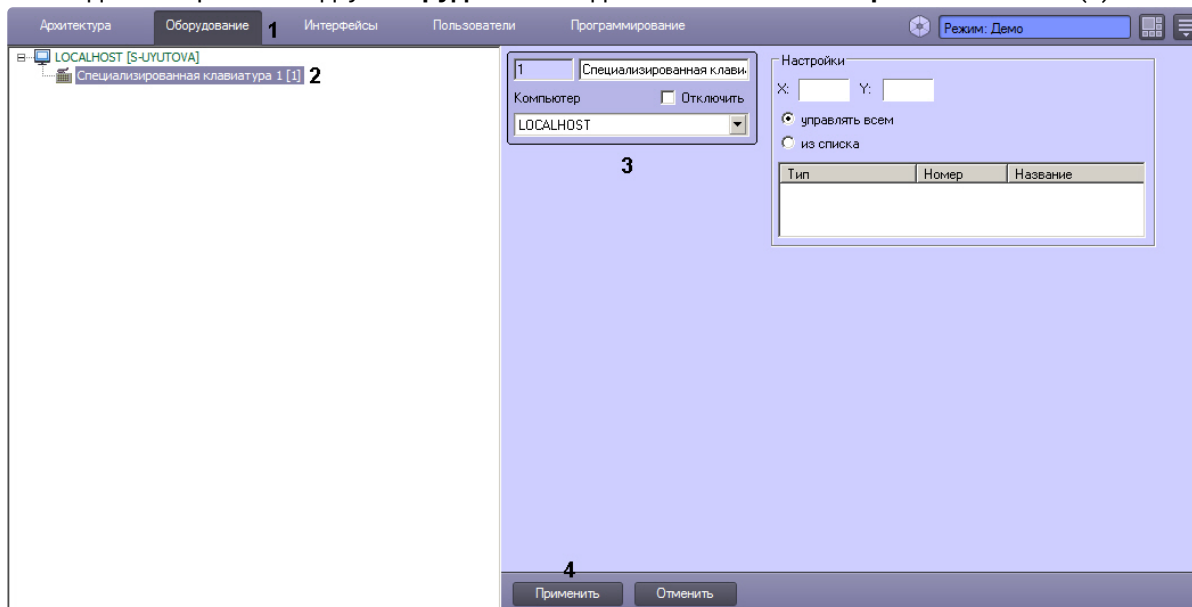 Архитектура Оборудование 1 Интерфейсы Пользователи Программирование Режим: Демо
LOCALHOST [S-UYUTOVA]
Специализированная клавиатура 1 [1] 2
1 Специализированная клави
Компьютер Отключить
LOCALHOST
3
Настройки
X: Y:
управлять всем
из списка
Тип Номер Название
4
Применить Отменить